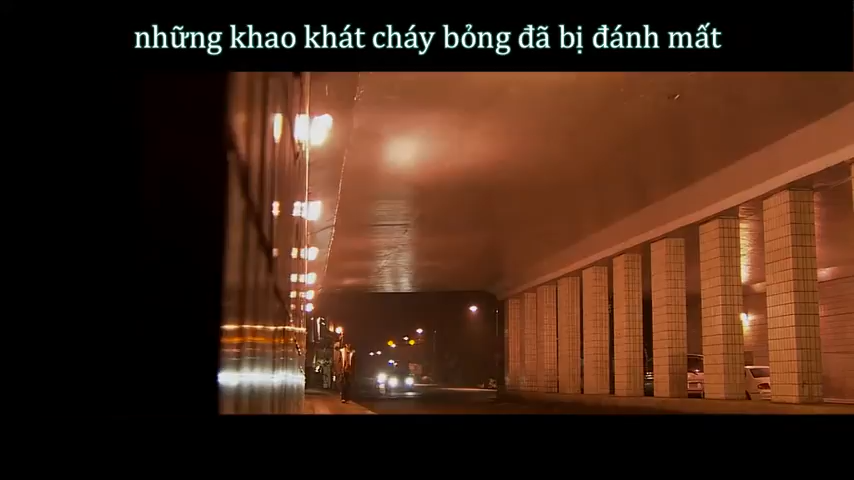 những khao khát cháy bỏng đã bị đánh mất